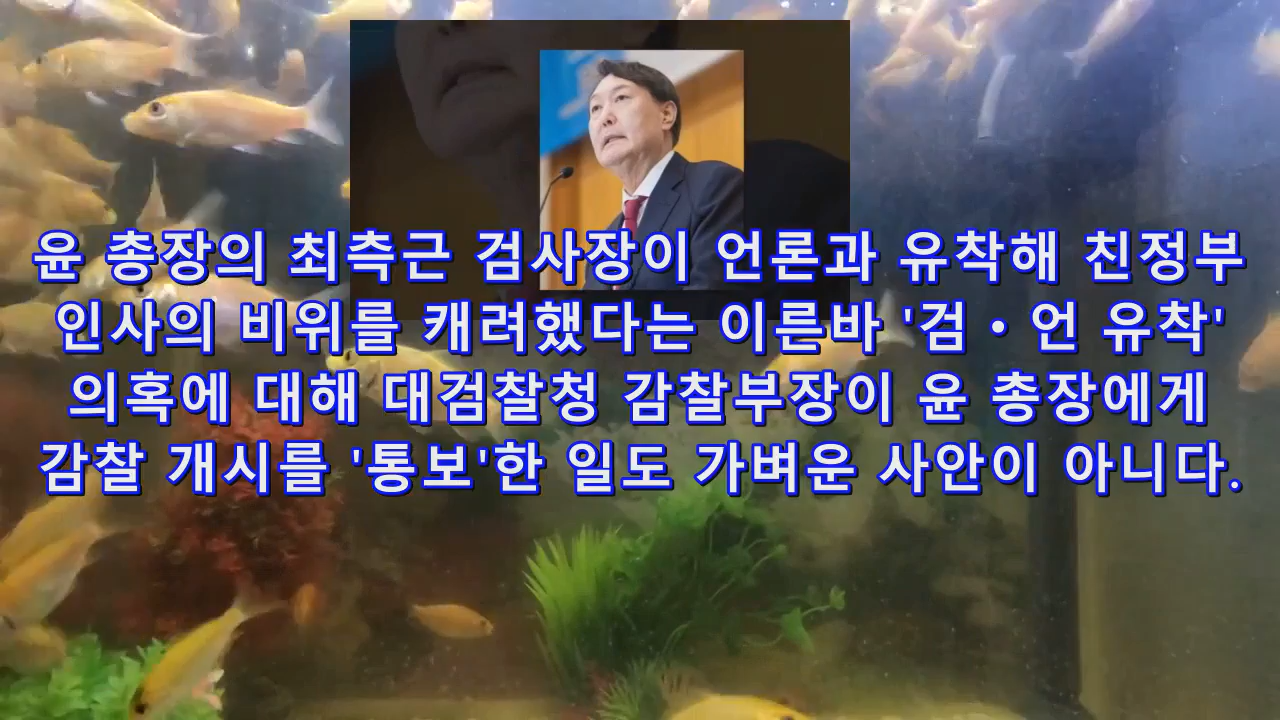 윤 총장의 최측근 검사장이 언론과 유착해 친정부
인사의 비위를 캐려했다는 이른바 '검·언 유착'
의혹에 대해 대검찰청 감찰부장이 윤 총장에게
감찰 개시를 '통보'한 일도 가벼운 사안이 아니다.